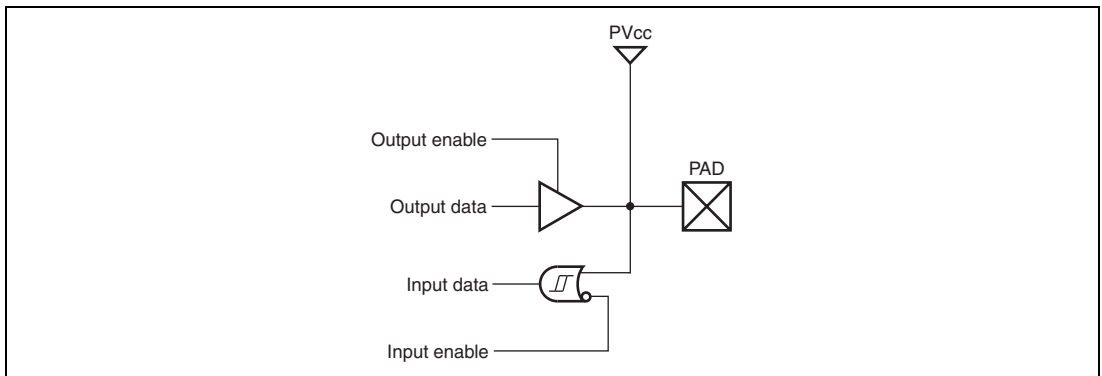 PVcc
Output enable
PAD
Output data
Input data
Input enable